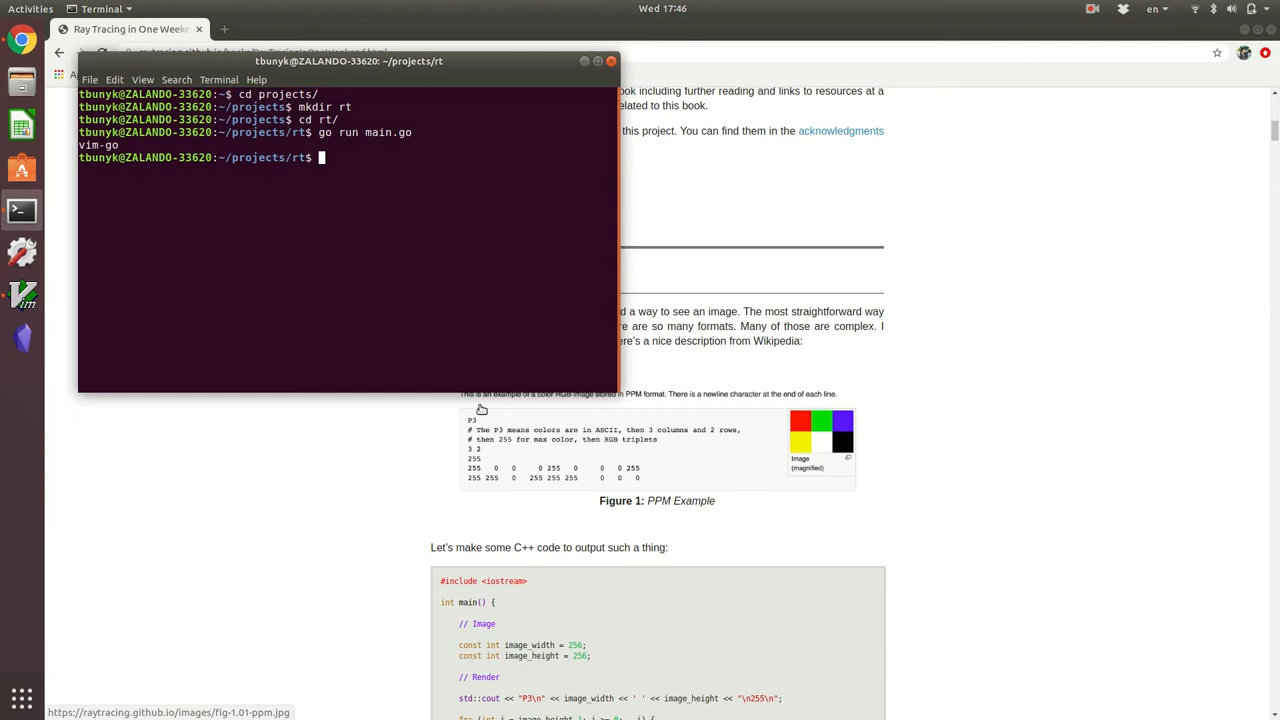 Activities
Terminal
Wed 17:46
en
Ray Tracing in One Weeke
tbunyk@ZALANDO-33620: ~/projects/rt
File Edit View Search Terminal Help
tbunyk@ZALANDO-33620:~$ cd projects/
tbunyk@ZALANDO-33620:~/projects$ mkdir rt
tbunyk@ZALANDO-33620:~/projects$ cd rt/
tbunyk@ZALANDO-33620:~/projects/rt$ go run main.go
vim-go
tbunyk@ZALANDO-33620:~/projects/rt$
ook including further reading and links to resources at a
elated to this book.
this project. You can find them in the acknowledgments
d a way to see an image. The most straightforward way
re are so many formats. Many of those are complex. I
ere's a nice description from Wikipedia:
This is an example of a color RGB image stored in PPM format. There is a newline character at the end of each line.
P3
# The P3 means colors are in ASCII, then 3 columns and 2 rows,
# then 255 for max color, then RGB triplets
3 2
255
255 0 0 0 255 0 0 0 255
255 255 0 255 255 255 0 0 0
Image
(magnified)
Figure 1: PPM Example
Let's make some C++ code to output such a thing:
#include <iostream>
int main() {
// Image
const int image_width = 256;
const int image_height = 256;
// Render
std::cout << "P3\n" << image_width << ' ' << image_height << "\n255\n";
for (int j = image_height-1; j >= 0; --j) {
https://raytracing.github.io/images/fig-1.01-ppm.jpg